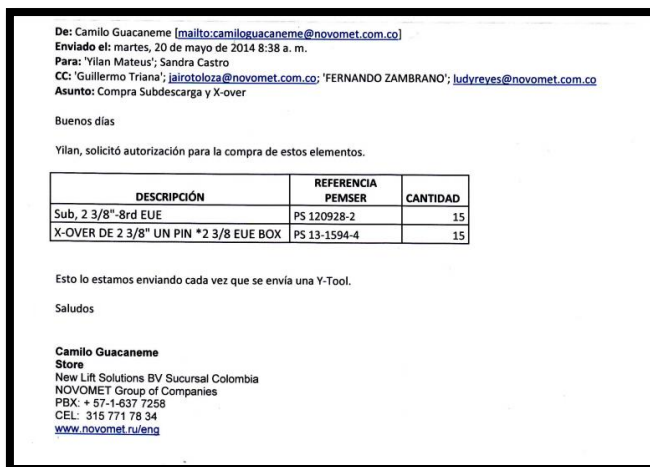 De: Camilo Guacaneme [mailto:camiloguacaneme@novomet.com.co]
Enviado el: martes, 20 de mayo de 2014 8:38 a. m.
Para: 'Yilan Mateus'; Sandra Castro
CC: 'Guillermo Triana'; jairotoloza@novomet.com.co; 'FERNANDO ZAMBRANO'; ludyreyes@novomet.com.co
Asunto: Compra Subdescarga y X-over
Buenos días
Yilan, solicitó autorización para la compra de estos elementos.
DESCRIPCIÓN REFERENCIA PEMSER CANTIDAD
Sub, 2 3/8"-8rd EUE PS 120928-2 15
X-OVER DE 2 3/8" UN PIN *2 3/8 EUE BOX PS 13-1594-4 15
Esto lo estamos enviando cada vez que se envía una Y-Tool.
Saludos
Camilo Guacaneme
Store
New Lift Solutions BV Sucursal Colombia
NOVOMET Group of Companies
PBX: + 57-1-637 7258
CEL: 315 771 78 34
www.novomet.ru/eng